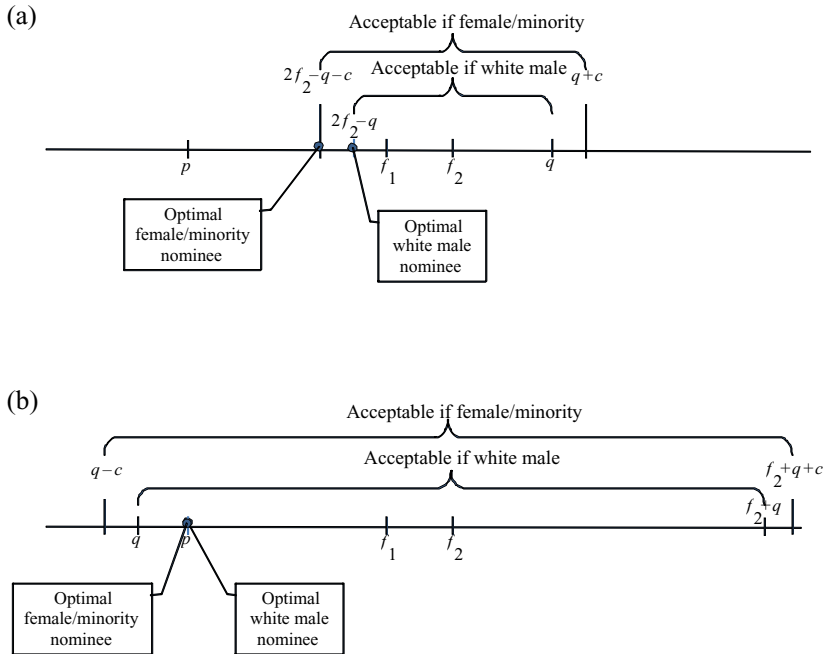 (a)
Acceptable if female/minority
2f2−q−c
Acceptable if white male
q+c
2f2−q
p
f1
f2
q
Optimal
female/minority
nominee
Optimal
white male
nominee
(b)
Acceptable if female/minority
q−c
Acceptable if white male
f2+q+c
f2+q
q
p
f1
f2
Optimal
female/minority
nominee
Optimal
white male
nominee